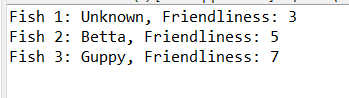 Fish 1: Unknown, Friendliness: 3
Fish 2: Betta, Friendliness: 5
Fish 3: Guppy, Friendliness: 7